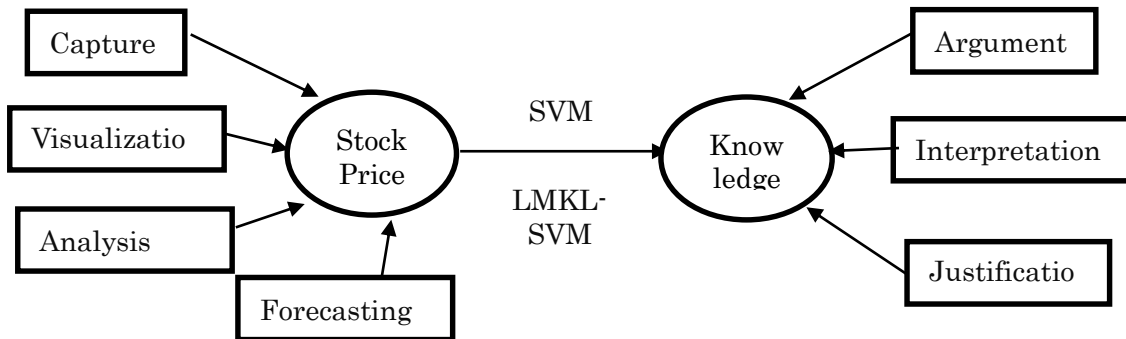 Capture
Argument
SVM
Visualizatio
Stock
Price
Know
ledge
Interpretation
LMKL-
SVM
Analysis
Justificatio
Forecasting